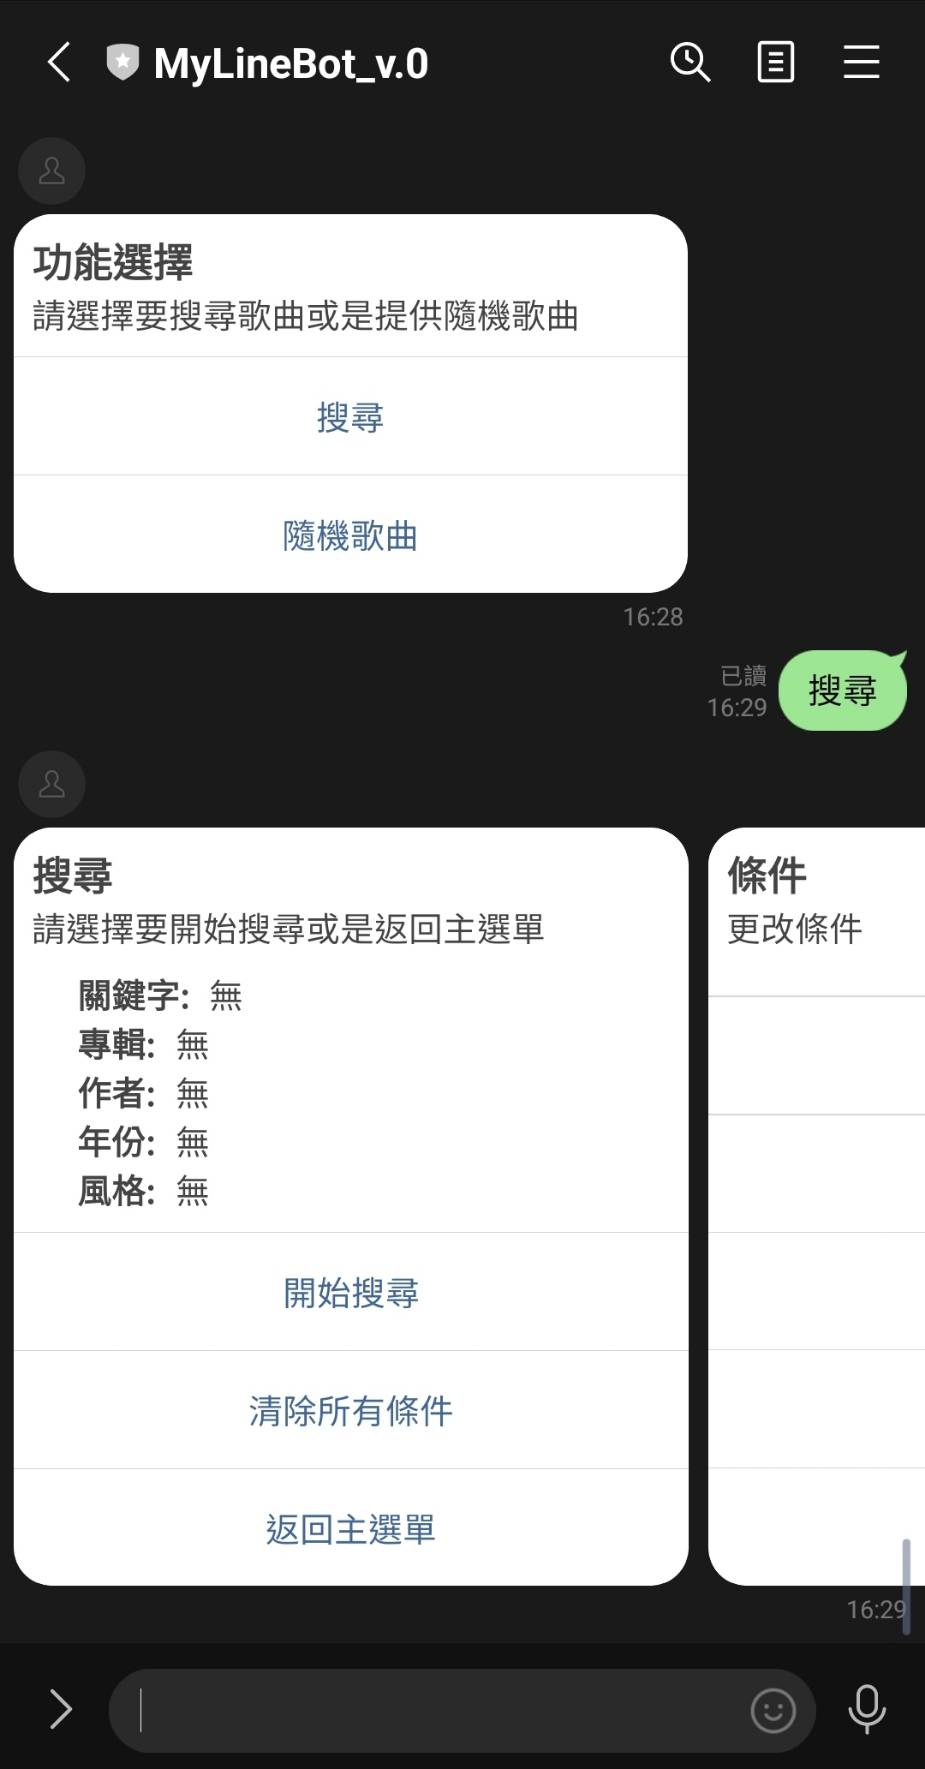 MyLineBot_v.0
功能選擇
請選擇要搜尋歌曲或是提供隨機歌曲
搜尋
隨機歌曲
16:28
已讀
16:29
搜尋
搜尋
請選擇要開始搜尋或是返回主選單
關鍵字: 無
專輯: 無
作者: 無
年份: 無
風格: 無
開始搜尋
清除所有條件
返回主選單
條件
更改條件
16:29